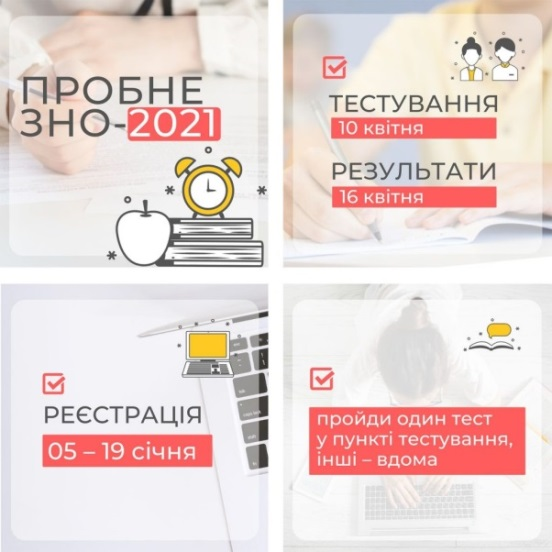 ПРОБНЕ
ЗНО-2021
ТЕСТУВАННЯ
10 квітня
РЕЗУЛЬТАТИ
16 квітня
РЕЄСТРАЦІЯ
05 – 19 січня
пройди один тест
у пункті тестування,
інші – вдома